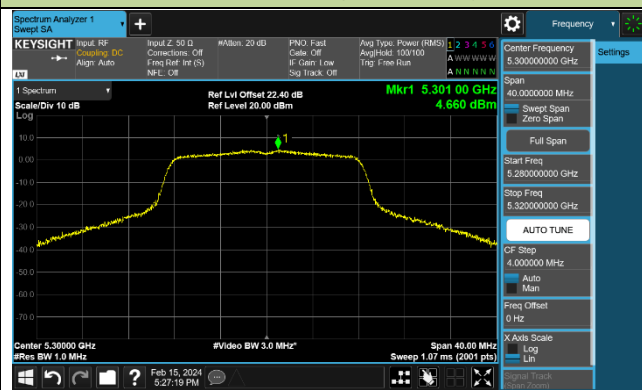 Spectrum Analyzer 1
Swept SA
Frequency
KEYSIGHT
Input: RF
Coupling: DC
Align: Auto
Input Z: 50 Ω
Corrections: Off
Freq Ref: Int (S)
NFE: Off
#Atten: 20 dB
PNO: Fast
Gate: Off
IF Gain: Low
Sig Track: Off
Avg Type: Power (RMS)
Avg|Hold: 100/100
Trig: Free Run
1 2 3 4 5 6
A W W W W W
A N N N N N
LXI
1 Spectrum
Scale/Div 10 dB
Log
Ref Lvl Offset 22.40 dB
Ref Level 20.00 dBm
Mkr1 5.301 00 GHz
4.660 dBm
1
10.0
0.00
-10.0
-20.0
-30.0
-40.0
-50.0
-60.0
-70.0
Center 5.30000 GHz
#Res BW 1.0 MHz
#Video BW 3.0 MHz*
Span 40.00 MHz
Sweep 1.07 ms (2001 pts)
Center Frequency
5.300000000 GHz
Settings
Span
40.0000000 MHz
Swept Span
Zero Span
Full Span
Start Freq
5.280000000 GHz
Stop Freq
5.320000000 GHz
AUTO TUNE
CF Step
4.000000 MHz
Auto
Man
Freq Offset
0 Hz
X Axis Scale
Log
Lin
Signal Track
(Span Zoom)
Feb 15, 2024
5:27:19 PM